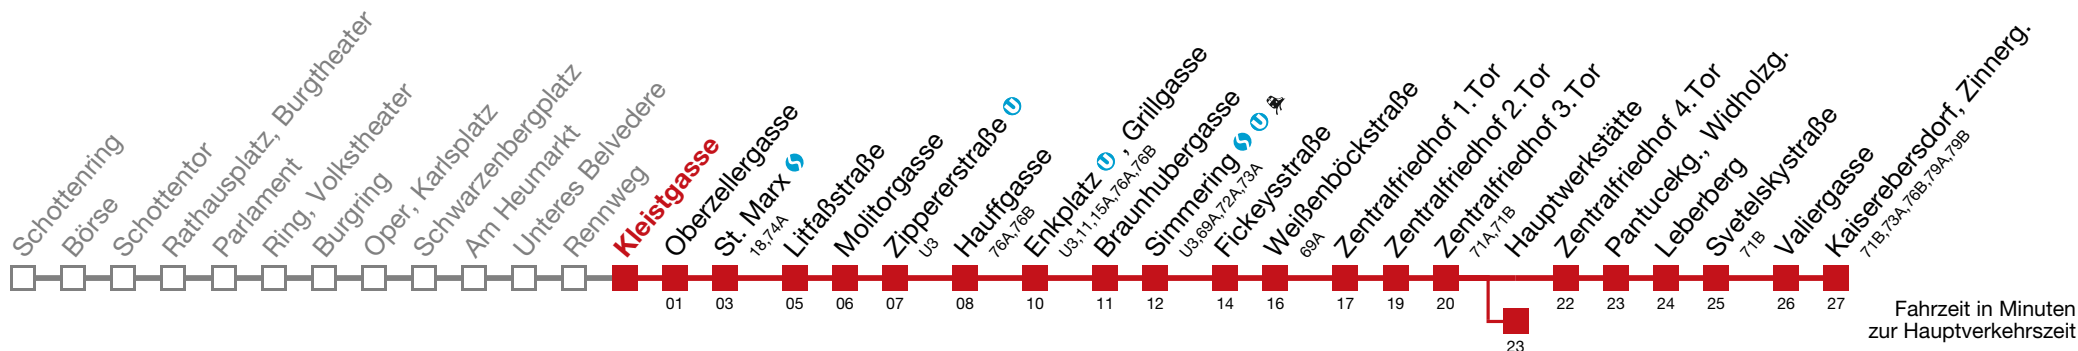 Schottenring
Börse
Schottentor
Rathausplatz, Burgtheater
Parlament
Ring, Volkstheater
Burgring
Oper, Karlsplatz
Schwarzenbergplatz
Am Heumarkt
Unteres Belvedere
Rennweg
Kleistgasse
Oberzellergasse
St. Marx S
18,74A
Litfaßstraße
Molitorgasse
Zippererstraße U
U3
Hauffgasse
76A,76B
Enkplatz U , Grillgasse
U3,11,15A,76A,76B
Braunhubergasse
Simmering S U
U3,69A,72A,73A
Fickeysstraße
Weißenböckstraße
69A
Zentralfriedhof 1.Tor
Zentralfriedhof 2.Tor
Zentralfriedhof 3.Tor
71A,71B
Hauptwerkstätte
Zentralfriedhof 4.Tor
Pantucekg., Widholzg.
Leberberg
Svetelskystraße
71B
Valiergasse
Kaiserebersdorf, Zinnerg.
71B,73A,76B,79A,79B
01 03 05 06 07 08 10 11 12 14 16 17 19 20 22 23 24 25 26 27
23
Fahrzeit in Minuten
zur Hauptverkehrszeit